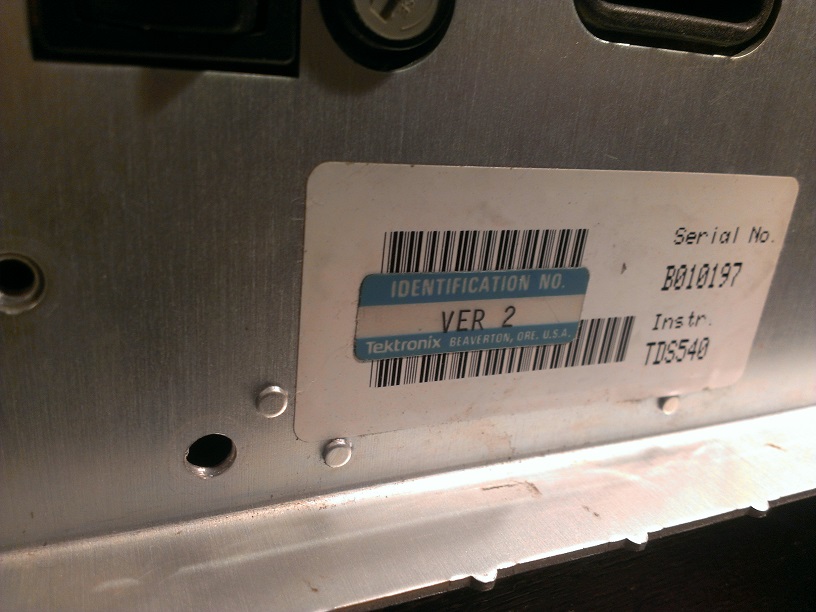 Serial No.
B010197
Instr.
TDS540
IDENTIFICATION NO.
VER 2
Tektronix BEAVERTON, ORE. U.S.A.